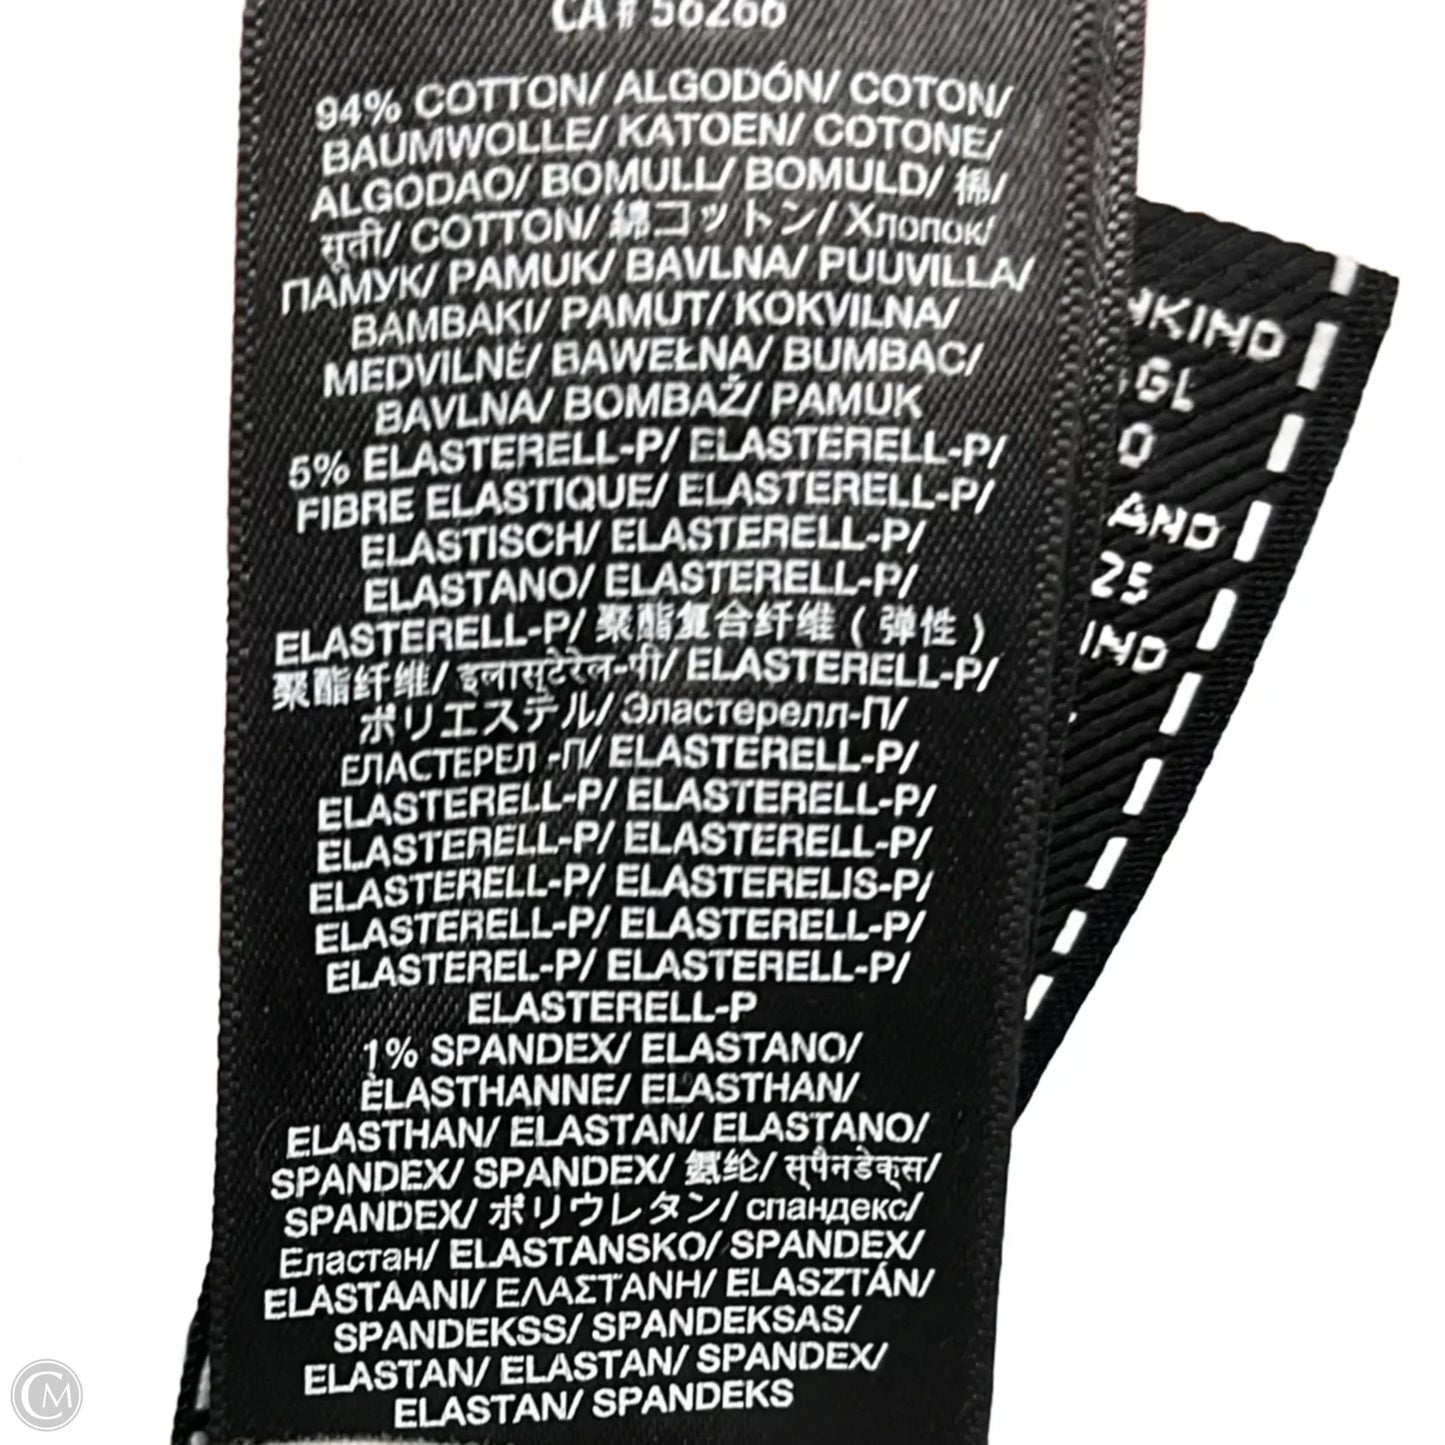 CA # 56266
94% COTTON/ ALGODÓN/ COTON/
BAUMWOLLE/ KATOEN/ COTONE/
ALGODAO/ BOMULL/ BOMULD/ 棉/
सूती/ COTTON/ 綿コットン/ Хлопок/
ПАМУК/ PAMUK/ BAVLNA/ PUUVILLA/
BAMBAKI/ PAMUT/ KOKVILNA/
MEDVILNĖ/ BAWEŁNA/ BUMBAC/
BAVLNA/ BOMBAŽ/ PAMUK
5% ELASTERELL-P/ ELASTERELL-P/
FIBRE ELASTIQUE/ ELASTERELL-P/
ELASTISCH/ ELASTERELL-P/
ELASTANO/ ELASTERELL-P/
ELASTERELL-P/ 聚酯复合纤维 ( 弹性 )
聚酯纤维/ इलासूटेरेल-पी/ ELASTERELL-P/
ポリエステル/ Эластерелл-П/
ЕЛАСТЕРЕЛ -П/ ELASTERELL-P/
ELASTERELL-P/ ELASTERELL-P/
ELASTERELL-P/ ELASTERELL-P/
ELASTERELL-P/ ELASTERELIS-P/
ELASTERELL-P/ ELASTERELL-P/
ELASTEREL-P/ ELASTERELL-P/
ELASTERELL-P
1% SPANDEX/ ELASTANO/
ÉLASTHANNE/ ELASTHAN/
ELASTHAN/ ELASTAN/ ELASTANO/
SPANDEX/ SPANDEX/ 氨纶/ स्पैनडेक्स/
SPANDEX/ ポリウレタン/ спандекс/
Еластан/ ELASTANSKO/ SPANDEX/
ELASTAANI/ ΕΛΑΣΤΑΝΗ/ ELASZTÁN/
SPANDEKSS/ SPANDEKSAS/
ELASTAN/ ELASTAN/ SPANDEX/
ELASTAN/ SPANDEKS
NKIND
GL
0
AND
25
IND
CM